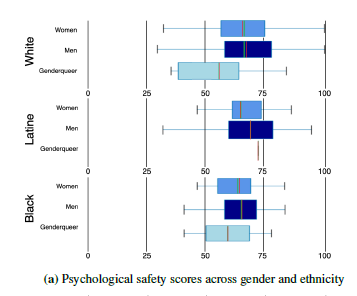 White
Women
Men
Genderqueer
0 25 50 75 100
Latine
Women
Men
Genderqueer
0 25 50 75 100
Black
Women
Men
Genderqueer
0 25 50 75 100
(a) Psychological safety scores across gender and ethnicity